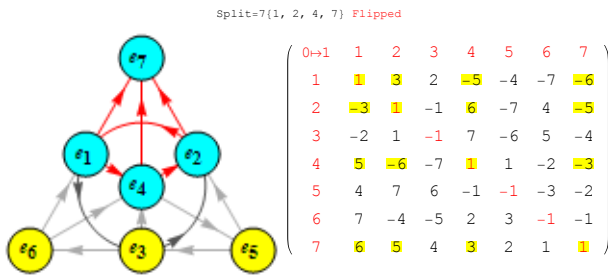 Split=7{1, 2, 4, 7} Flipped
e7
e1
e2
e4
e6
e3
e5
0↦1 1 2 3 4 5 6 7
1 1 3 2 -5 -4 -7 -6
2 -3 1 -1 6 -7 4 -5
3 -2 1 -1 7 -6 5 -4
4 5 -6 -7 1 1 -2 -3
5 4 7 6 -1 -1 -3 -2
6 7 -4 -5 2 3 -1 -1
7 6 5 4 3 2 1 1